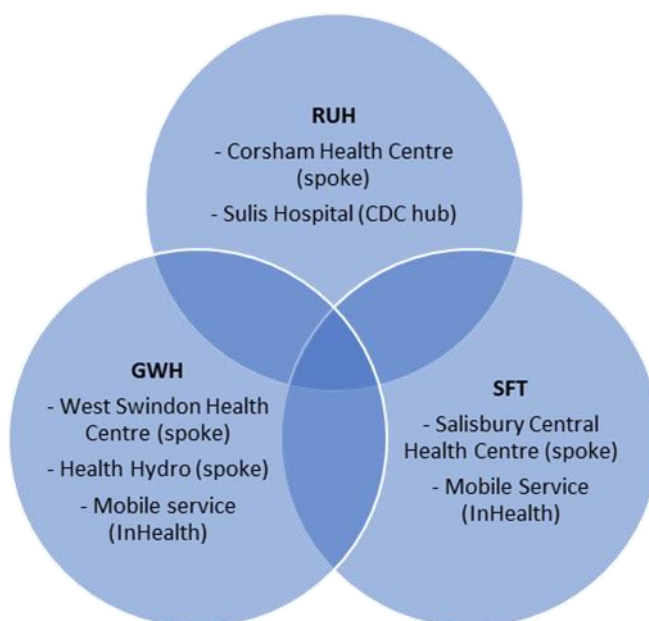 RUH
- Corsham Health Centre
(spoke)
- Sulis Hospital (CDC hub)
GWH
- West Swindon Health
Centre (spoke)
- Health Hydro (spoke)
- Mobile service
(InHealth)
SFT
- Salisbury Central
Health Centre (spoke)
- Mobile Service
(InHealth)